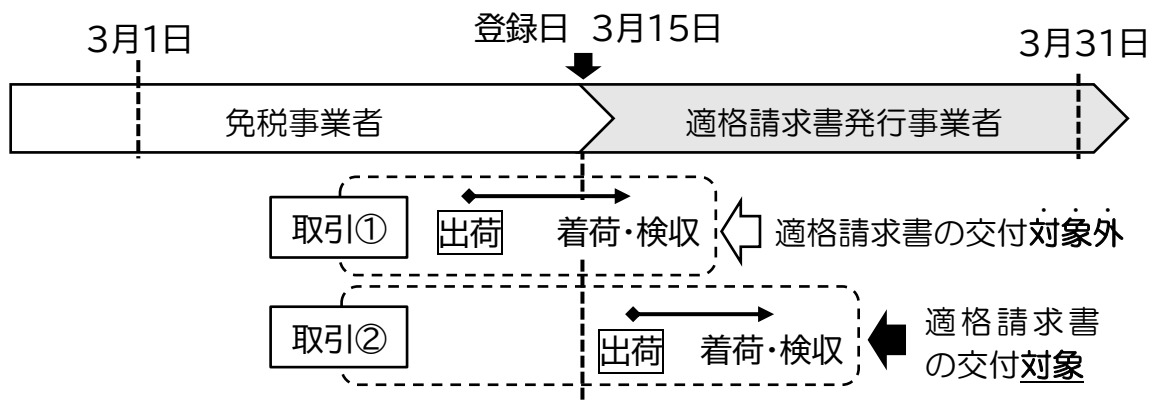 3月1日
登録日 3月15日
3月31日
免税事業者
適格請求書発行事業者
取引①
出荷
着荷・検収
適格請求書の交付対象外
取引②
出荷
着荷・検収
適格請求書
の交付対象